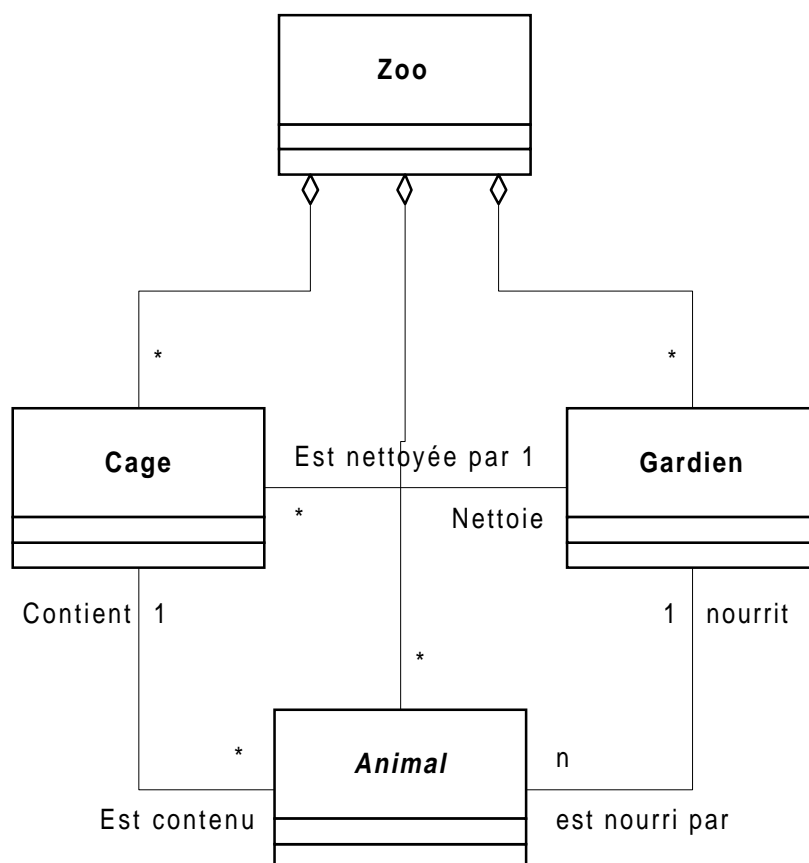 Zoo
* *
Cage Est nettoyée par 1 Gardien
* Nettoie
Contient 1 1 nourrit
*
* Animal n
Est contenu est nourri par